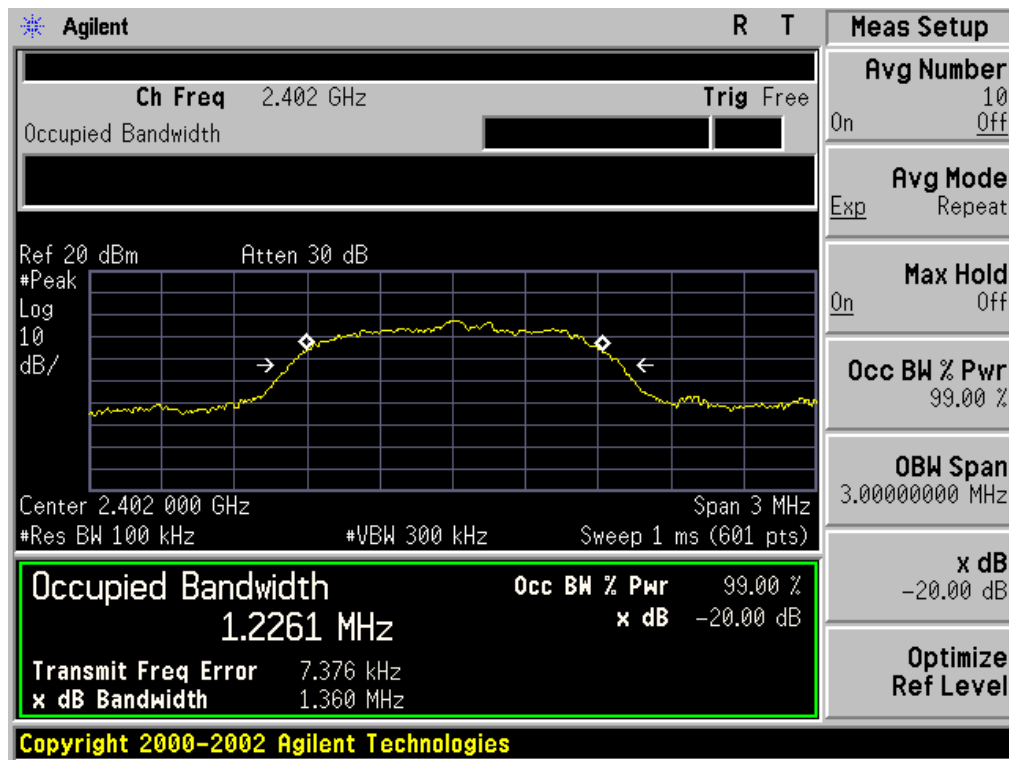 Agilent R T
Ch Freq 2.402 GHz Trig Free
Occupied Bandwidth
Ref 20 dBm Atten 30 dB
#Peak
Log
10
dB/
Center 2.402 000 GHz Span 3 MHz
#Res BW 100 kHz #VBW 300 kHz Sweep 1 ms (601 pts)
Occupied Bandwidth Occ BW % Pwr 99.00 %
1.2261 MHz x dB -20.00 dB
Transmit Freq Error 7.376 kHz
x dB Bandwidth 1.360 MHz
Copyright 2000-2002 Agilent Technologies
Meas Setup
Avg Number
10
On Off
Avg Mode
Exp Repeat
Max Hold
On Off
Occ BW % Pwr
99.00 %
OBW Span
3.00000000 MHz
x dB
-20.00 dB
Optimize
Ref Level